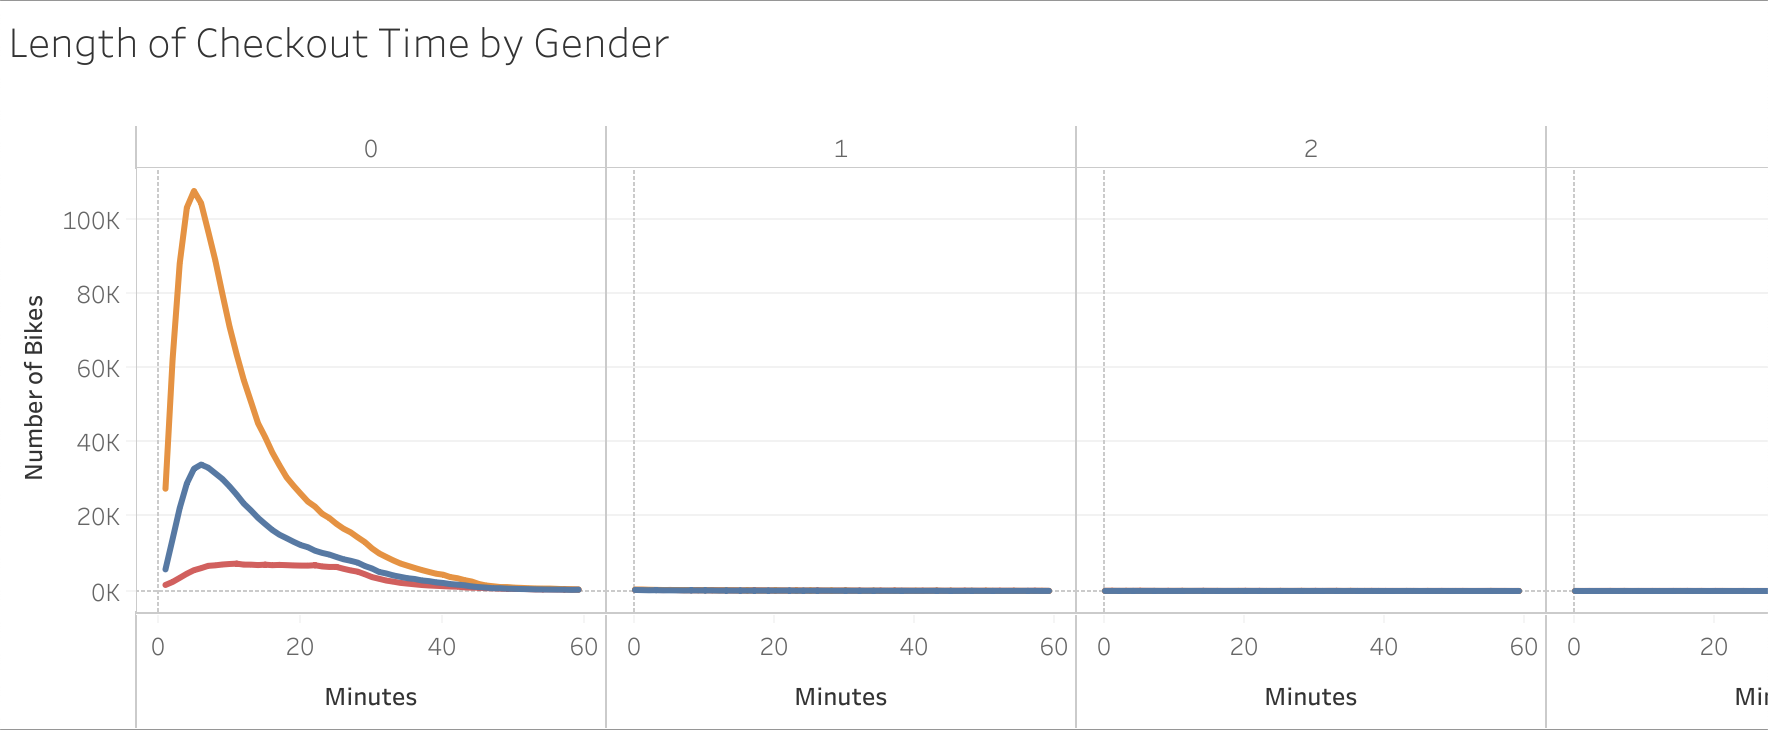 Length of Checkout Time by Gender
0 1 2
Number of Bikes
100K
80K
60K
40K
20K
0K
0 20 40 60 0 20 40 60 0 20 40 60 0 20
Minutes Minutes Minutes